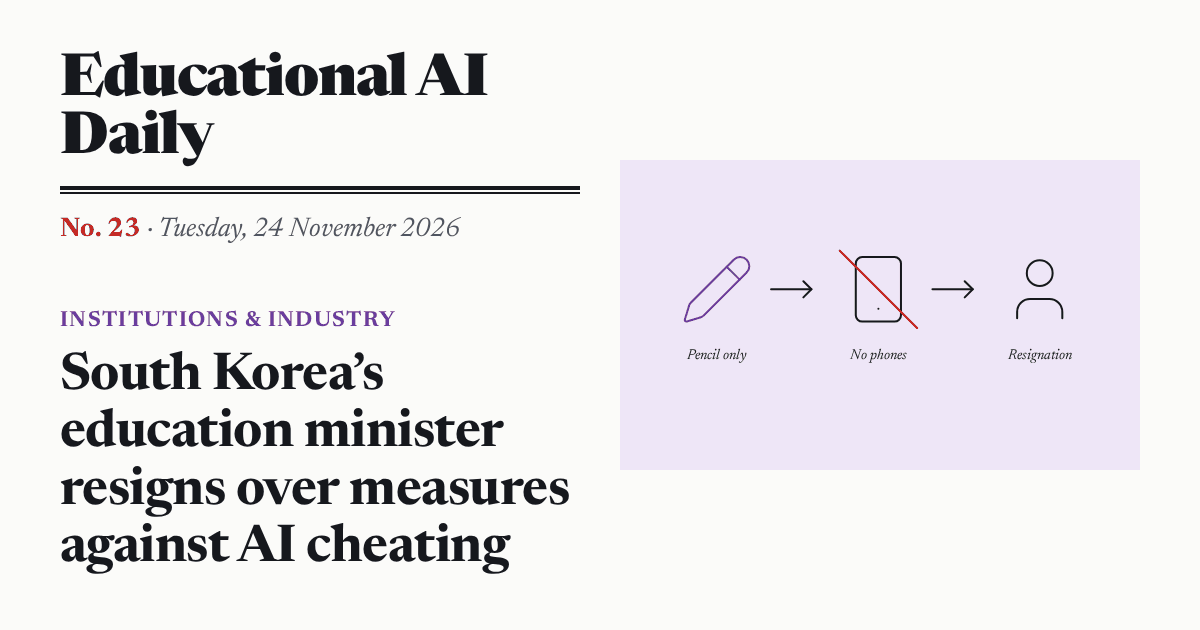 Educational AI
Daily
No. 23 · Tuesday, 24 November 2026
INSTITUTIONS & INDUSTRY
South Korea’s
education minister
resigns over measures
against AI cheating
Pencil only
No phones
Resignation